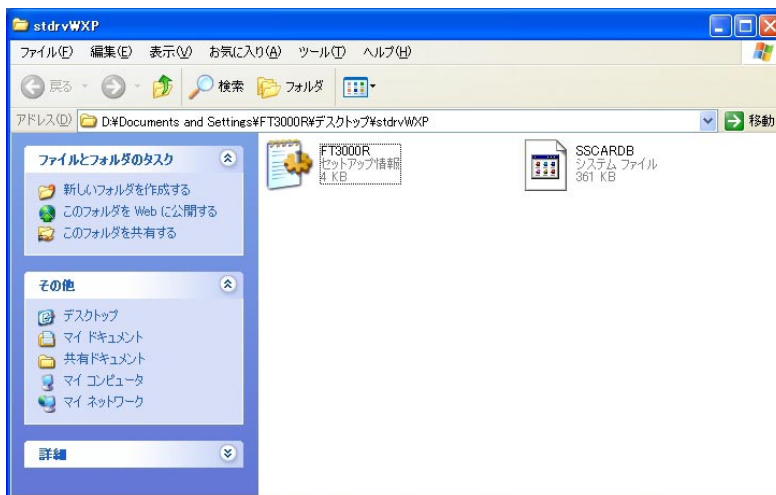 stdrvWXP
ファイル(F) 編集(E) 表示(V) お気に入り(A) ツール(T) ヘルプ(H)
戻る 検索 フォルダ
アドレス(D) D:¥Documents and Settings¥FT3000R¥デスクトップ¥stdrvWXP 移動
ファイルとフォルダのタスク
新しいフォルダを作成する
このフォルダを Web に公開する
このフォルダを共有する
その他
デスクトップ
マイ ドキュメント
共有ドキュメント
マイ コンピュータ
マイ ネットワーク
詳細
FT3000R
セットアップ情報
4 KB
SSCARDB
システム ファイル
361 KB